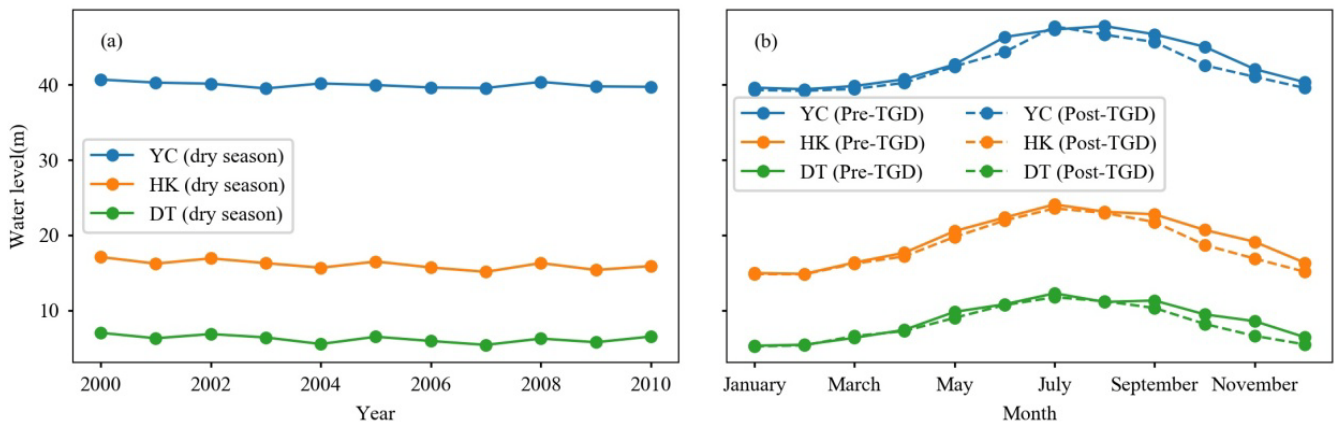 (a)
40
30
20
10
Water level(m)
YC (dry season)
HK (dry season)
DT (dry season)
2000 2002 2004 2006 2008 2010
Year
(b)
YC (Pre-TGD) YC (Post-TGD)
HK (Pre-TGD) HK (Post-TGD)
DT (Pre-TGD) DT (Post-TGD)
January March May July September November
Month